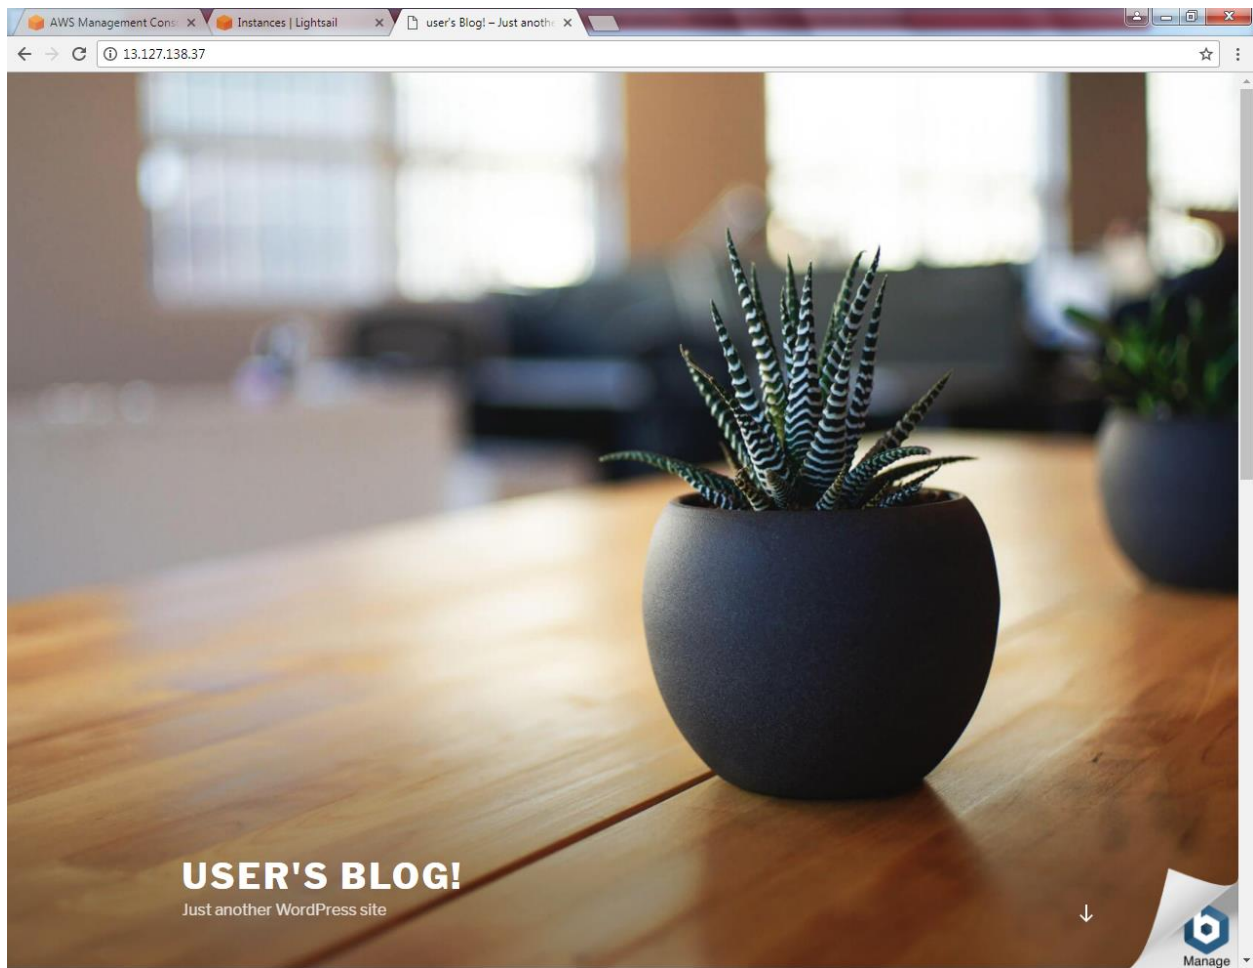 AWS Management Cons
Instances | Lightsail
user's Blog! – Just anothe
13.127.138.37
USER'S BLOG!
Just another WordPress site
Manage